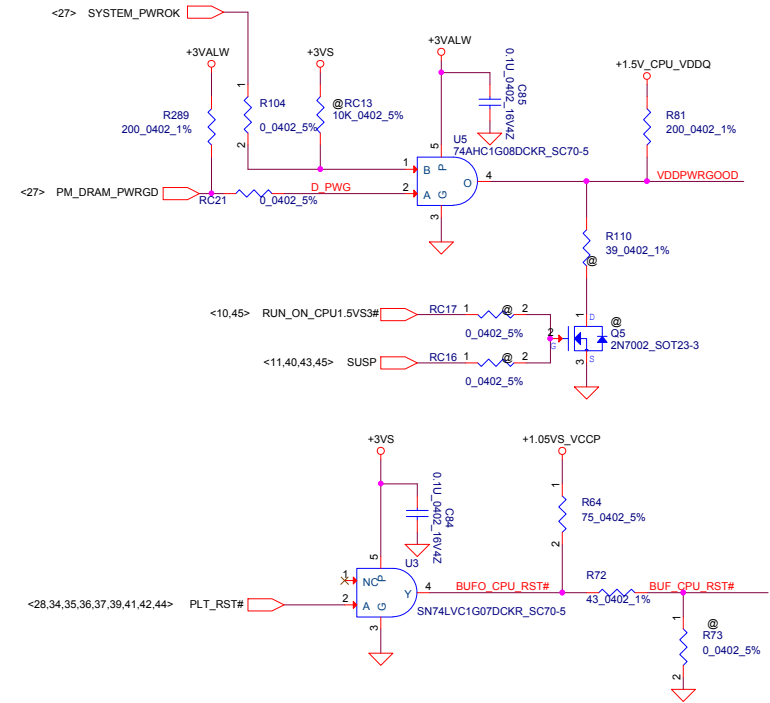 <27> SYSTEM_PWROK
+3VALW
+3VS
+3VALW
+1.5V_CPU_VDDQ
0.1U_0402_16V4Z
C85
1
R289
200_0402_1%
R104
0_0402_5%
@RC13
10K_0402_5%
R81
200_0402_1%
2
5
U5
74AHC1G08DCKR_SC70-5
1
B
P
O
4
VDDPWRGOOD
<27> PM_DRAM_PWRGD
RC21
0_0402_5%
D_PWG
2
A
G
3
R110
39_0402_1%
@
<10,45> RUN_ON_CPU1.5VS3#
RC17
1
@
2
0_0402_5%
1
D
@
Q5
2N7002_SOT23-3
2
G
S
3
<11,40,43,45> SUSP
RC16
1
@
2
0_0402_5%
+3VS
+1.05VS_VCCP
0.1U_0402_16V4Z
C84
1
R64
75_0402_5%
2
5
U3
1
NC
P
Y
4
BUFO_CPU_RST#
R72
43_0402_1%
BUF_CPU_RST#
<28,34,35,36,37,39,41,42,44> PLT_RST#
2
A
G
SN74LVC1G07DCKR_SC70-5
3
1
@
R73
0_0402_5%
2